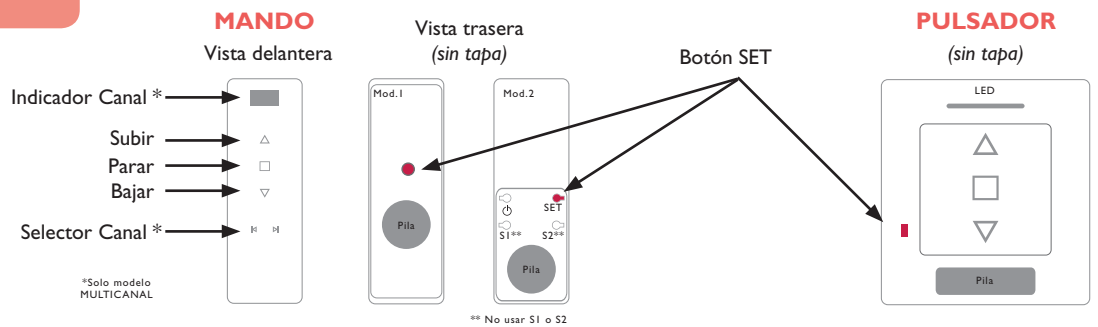 MANDO
Vista delantera
Indicador Canal *
Subir
Parar
Bajar
Selector Canal *
*Solo modelo
MULTICANAL
Vista trasera
(sin tapa)
Mod.1
Pila
Mod.2
SET
S1** S2**
Pila
** No usar S1 o S2
Botón SET
PULSADOR
(sin tapa)
LED
Pila